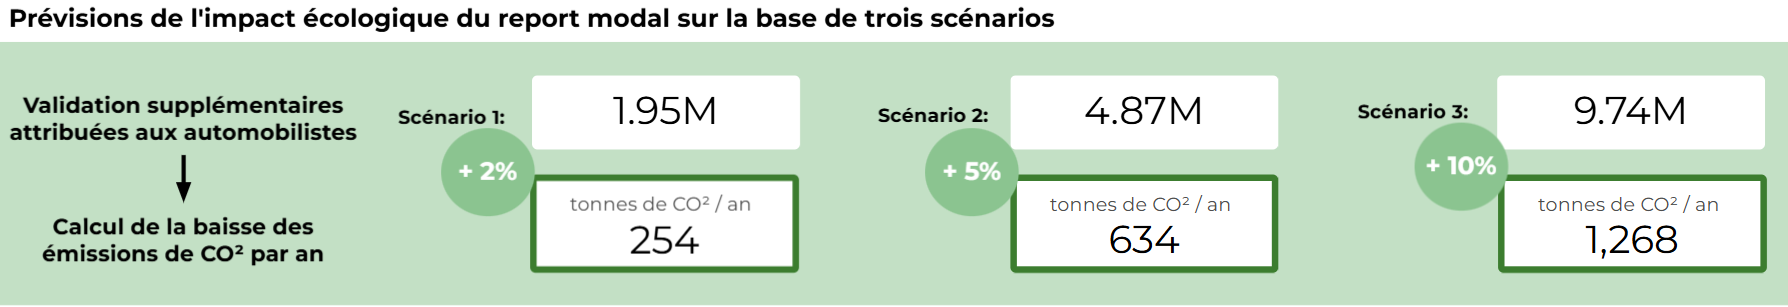 Prévisions de l'impact écologique du report modal sur la base de trois scénarios
Validation supplémentaires
attribuées aux automobilistes
Calcul de la baisse des
émissions de CO² par an
Scénario 1:
+ 2%
1.95M
tonnes de CO² / an
254
Scénario 2:
+ 5%
4.87M
tonnes de CO² / an
634
Scénario 3:
+ 10%
9.74M
tonnes de CO² / an
1,268